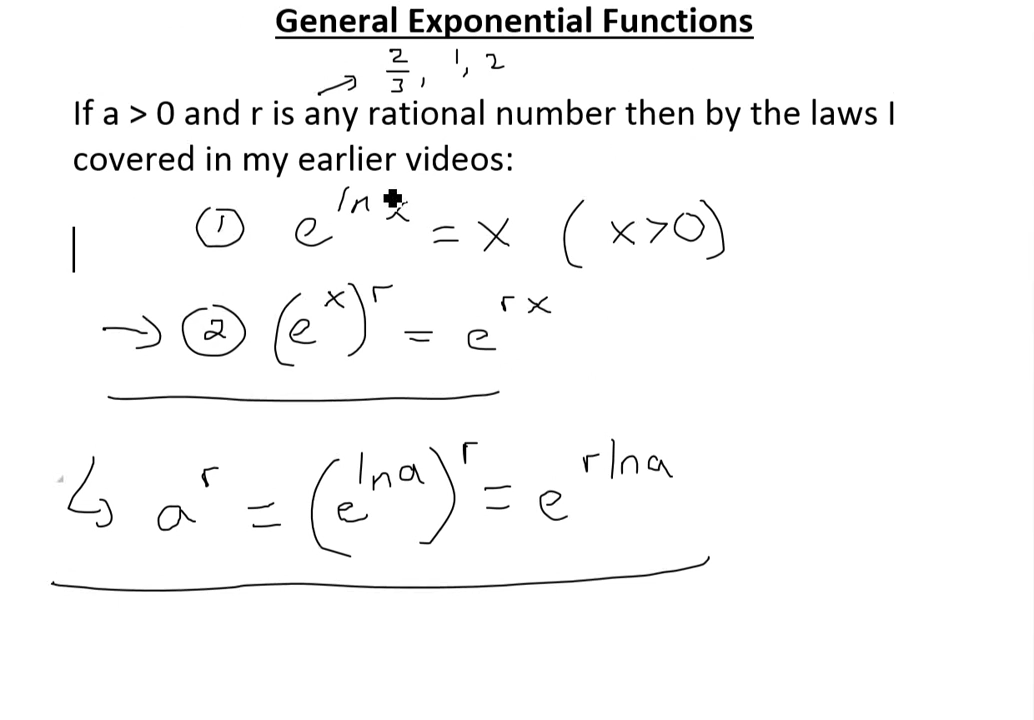 General Exponential Functions
2/3, 1, 2
If a > 0 and r is any rational number then by the laws I
covered in my earlier videos:
① e^(ln x) = x (x>0)
→ ② (e^x)^r = e^(rx)
↳ a^r = (e^(ln a))^r = e^(r ln a)